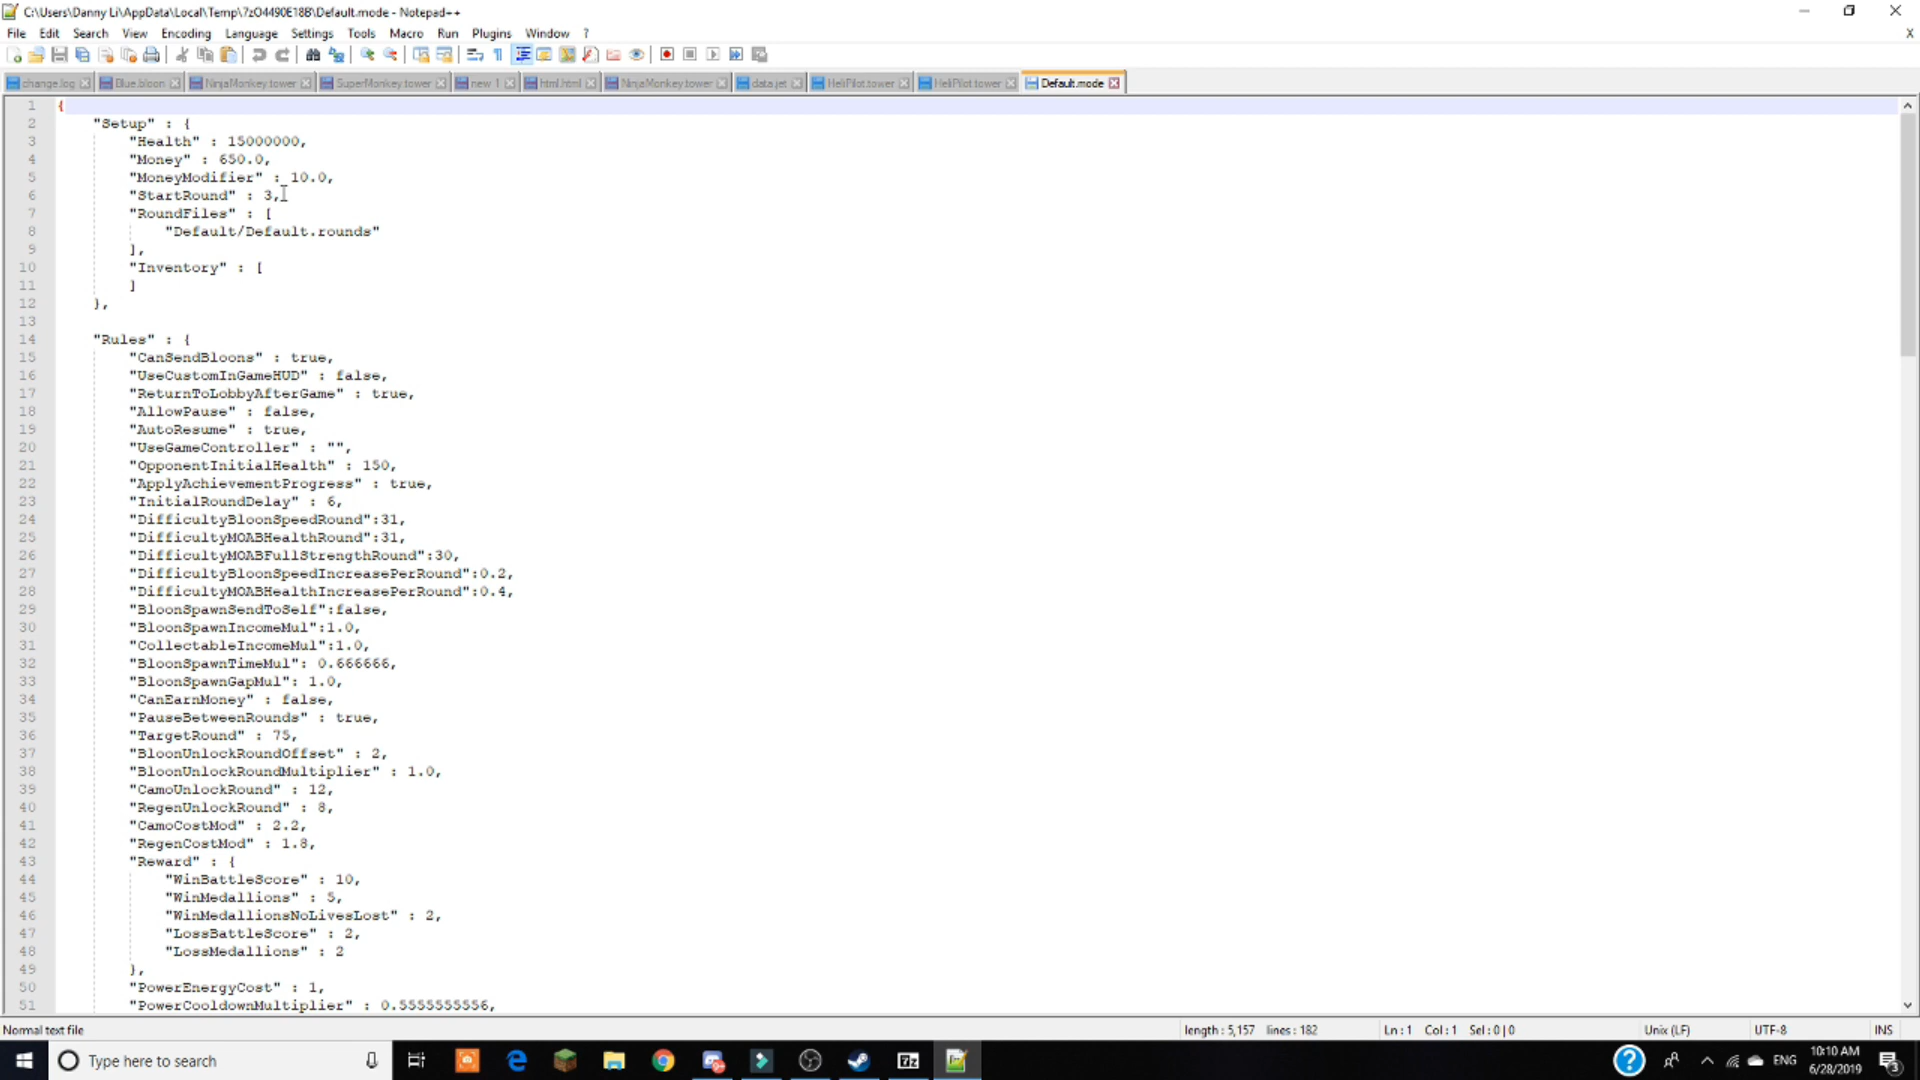 C:\Users\Danny Li\AppData\Local\Temp\7zO4490E18B\Default.mode - Notepad++
File Edit Search View Encoding Language Settings Tools Macro Run Plugins Window ?
X
change.log Blue.bloon NinjaMonkey.tower SuperMonkey.tower new 1 html.html NinjaMonkey.tower data.jet HeliPilot.tower HeliPilot.tower Default.mode
1 {
2 "Setup" : {
3 "Health" : 15000000,
4 "Money" : 650.0,
5 "MoneyModifier" : 10.0,
6 "StartRound" : 3,
7 "RoundFiles" : [
8 "Default/Default.rounds"
9 ],
10 "Inventory" : [
11 ]
12 },
13
14 "Rules" : {
15 "CanSendBloons" : true,
16 "UseCustomInGameHUD" : false,
17 "ReturnToLobbyAfterGame" : true,
18 "AllowPause" : false,
19 "AutoResume" : true,
20 "UseGameController" : "",
21 "OpponentInitialHealth" : 150,
22 "ApplyAchievementProgress" : true,
23 "InitialRoundDelay" : 6,
24 "DifficultyBloonSpeedRound":31,
25 "DifficultyMOABHealthRound":31,
26 "DifficultyMOABFullStrengthRound":30,
27 "DifficultyBloonSpeedIncreasePerRound":0.2,
28 "DifficultyMOABHealthIncreasePerRound":0.4,
29 "BloonSpawnSendToSelf":false,
30 "BloonSpawnIncomeMul":1.0,
31 "CollectableIncomeMul":1.0,
32 "BloonSpawnTimeMul": 0.666666,
33 "BloonSpawnGapMul": 1.0,
34 "CanEarnMoney" : false,
35 "PauseBetweenRounds" : true,
36 "TargetRound" : 75,
37 "BloonUnlockRoundOffset" : 2,
38 "BloonUnlockRoundMultiplier" : 1.0,
39 "CamoUnlockRound" : 12,
40 "RegenUnlockRound" : 8,
41 "CamoCostMod" : 2.2,
42 "RegenCostMod" : 1.8,
43 "Reward" : {
44 "WinBattleScore" : 10,
45 "WinMedallions" : 5,
46 "WinMedallionsNoLivesLost" : 2,
47 "LossBattleScore" : 2,
48 "LossMedallions" : 2
49 },
50 "PowerEnergyCost" : 1,
51 "PowerCooldownMultiplier" : 0.5555555556,
Normal text file length : 5,157 lines : 182 Ln : 1 Col : 1 Sel : 0 | 0 Unix (LF) UTF-8 INS
Type here to search
7z
ENG
10:10 AM
6/28/2019
3